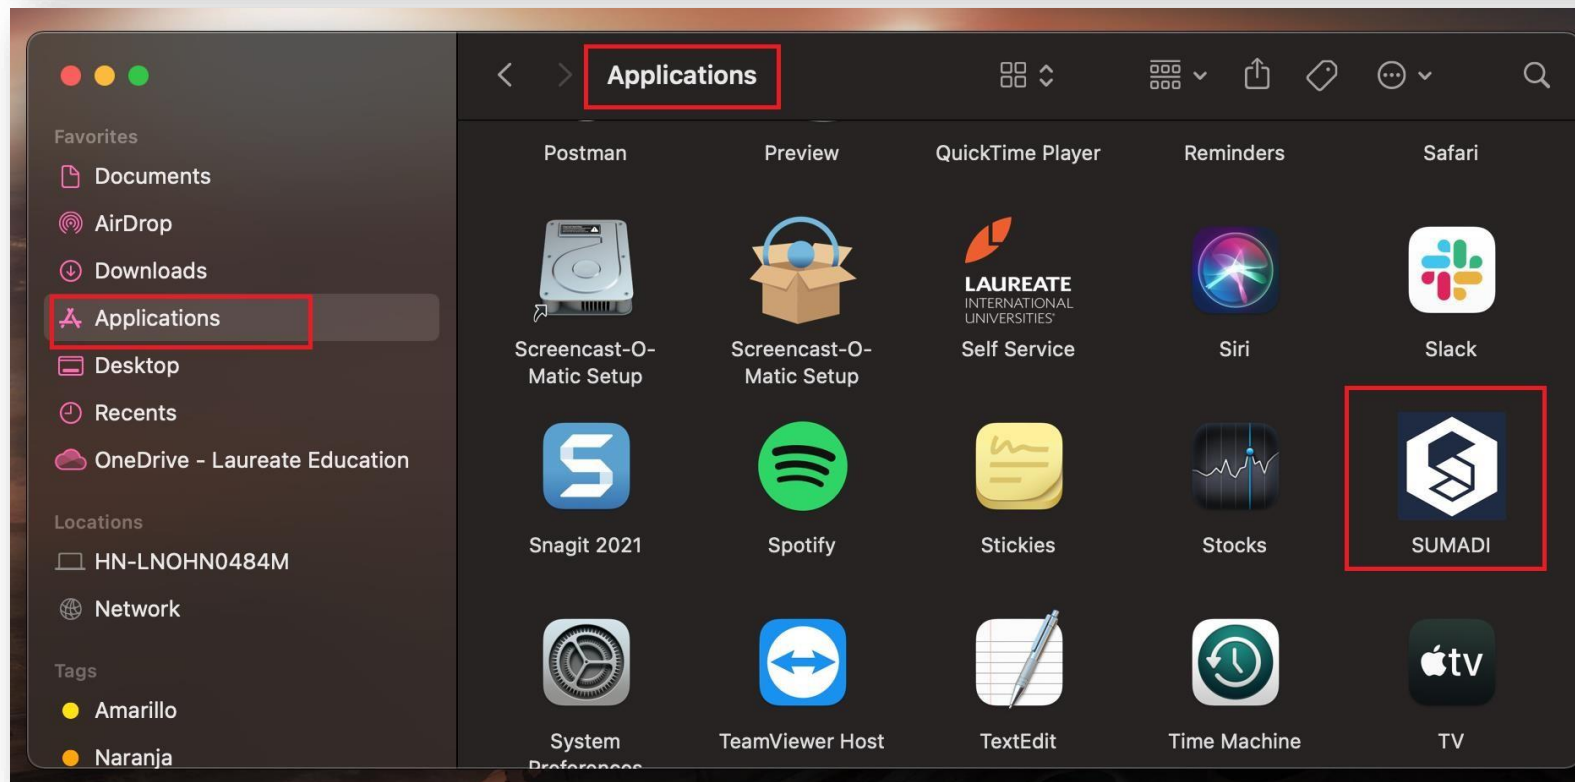 Applications
Favorites
Documents
AirDrop
Downloads
Applications
Desktop
Recents
OneDrive - Laureate Education
Locations
HN-LNOHN0484M
Network
Tags
Amarillo
Naranja
Postman
Preview
QuickTime Player
Reminders
Safari
LAUREATE
INTERNATIONAL
UNIVERSITIES®
Screencast-O-
Matic Setup
Screencast-O-
Matic Setup
Self Service
Siri
Slack
Snagit 2021
Spotify
Stickies
Stocks
SUMADI
tv
System
Preferences
TeamViewer Host
TextEdit
Time Machine
TV